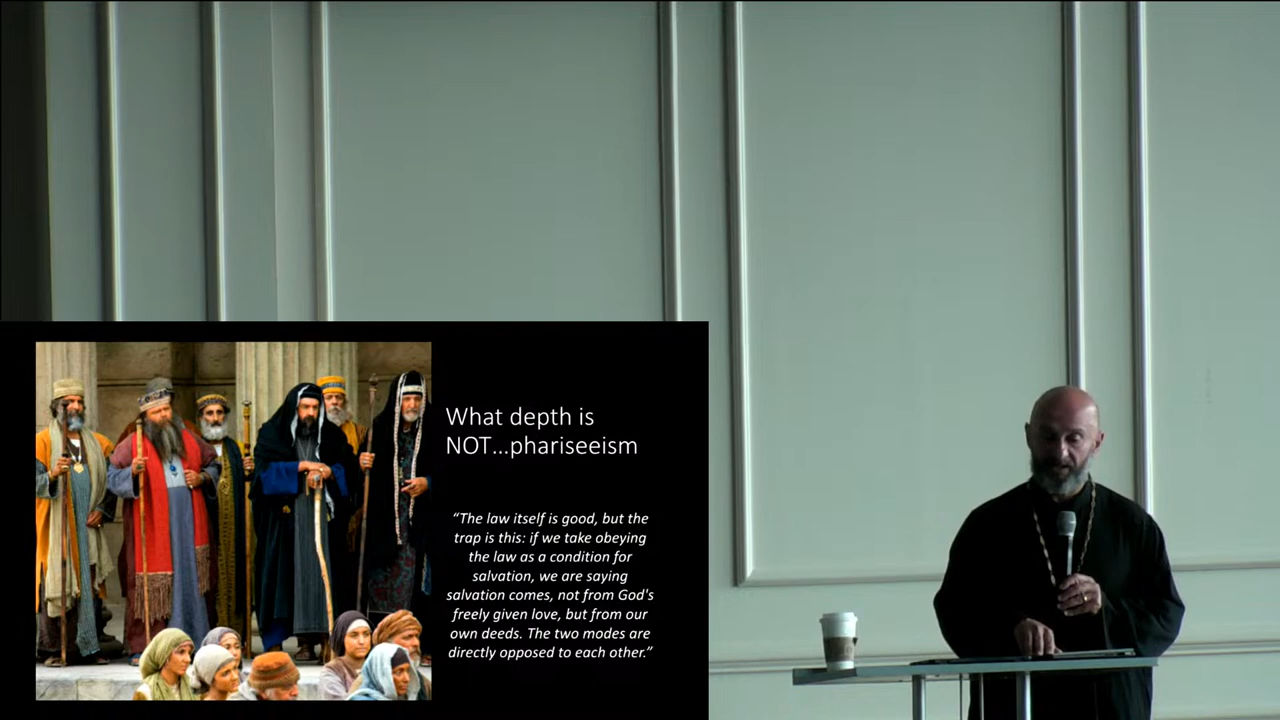 What depth is
NOT...phariseeism
“The law itself is good, but the
trap is this: if we take obeying
the law as a condition for
salvation, we are saying
salvation comes, not from God's
freely given love, but from our
own deeds. The two modes are
directly opposed to each other.”